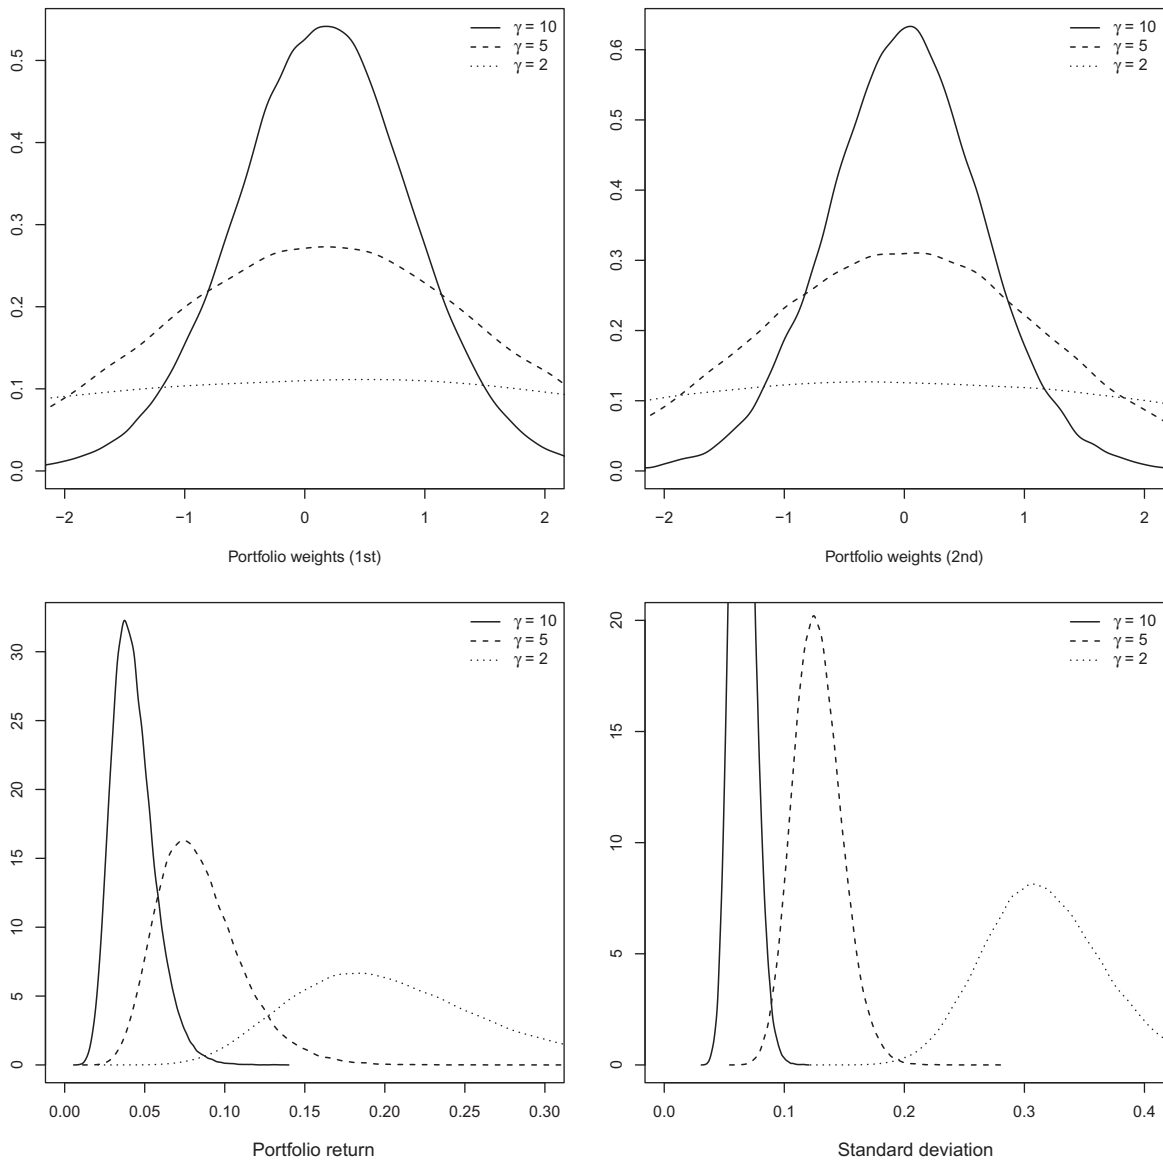 γ = 10
γ = 5
γ = 2
0.0
0.1
0.2
0.3
0.4
0.5
−2
−1
0
1
2
Portfolio weights (1st)
γ = 10
γ = 5
γ = 2
0.0
0.1
0.2
0.3
0.4
0.5
0.6
−2
−1
0
1
2
Portfolio weights (2nd)
γ = 10
γ = 5
γ = 2
0
5
10
15
20
25
30
0.00
0.05
0.10
0.15
0.20
0.25
0.30
Portfolio return
γ = 10
γ = 5
γ = 2
0
5
10
15
20
0.0
0.1
0.2
0.3
0.4
Standard deviation